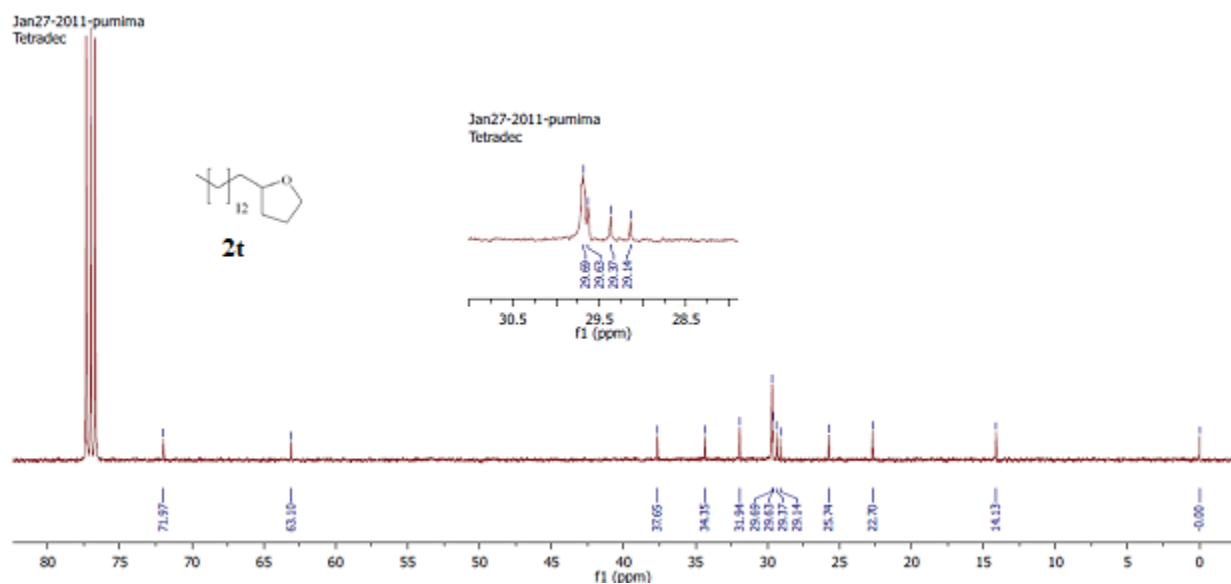 Jan27-2011-pumima
Tetradec
Jan27-2011-pumima
Tetradec
12
O
2t
29.69
29.63
29.37
29.14
30.5 29.5 28.5
f1 (ppm)
71.97
63.10
37.65
34.35
31.94
29.69
29.63
29.37
29.14
25.74
22.70
14.13
-0.00
80 75 70 65 60 55 50 45 40 35 30 25 20 15 10 5 0
f1 (ppm)